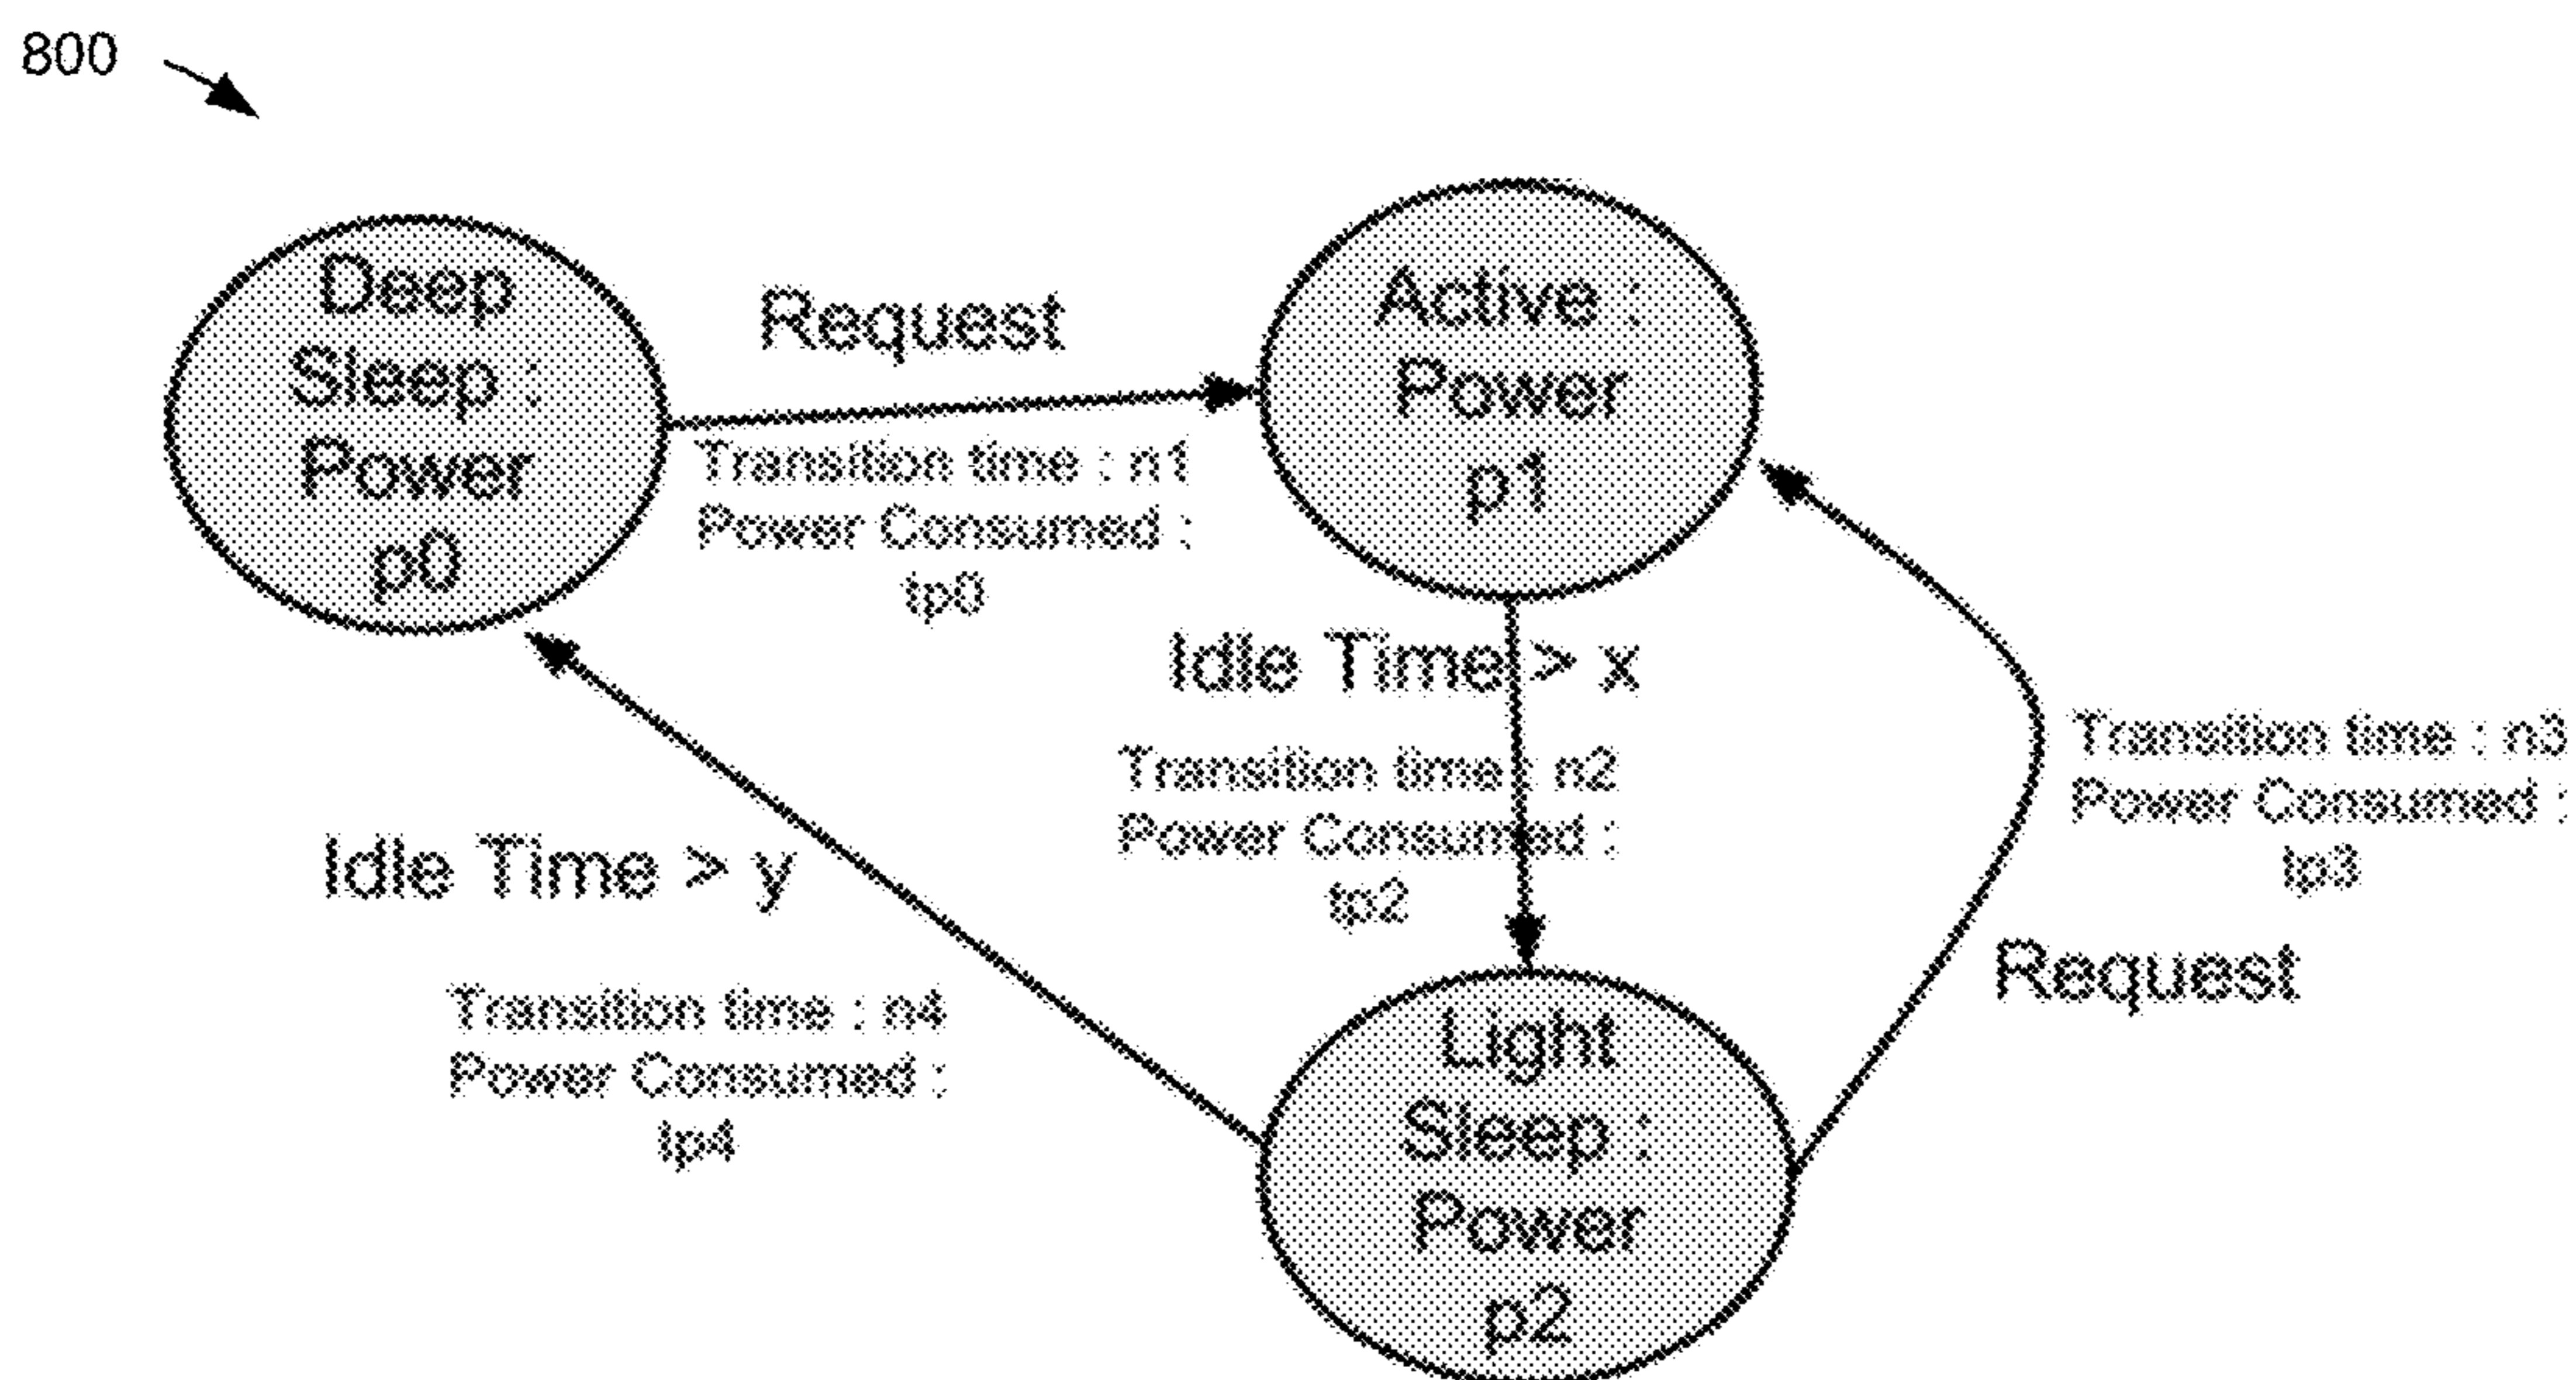 800
Deep
Sleep :
Power
p0
Request
Transition time : n1
Power Consumed :
tp0
Active :
Power
p1
Idle Time > x
Transition time : n2
Power Consumed :
tp2
Transition time : n3
Power Consumed :
tp3
Request
Idle Time > y
Transition time : n4
Power Consumed :
tp4
Light
Sleep :
Power
p2